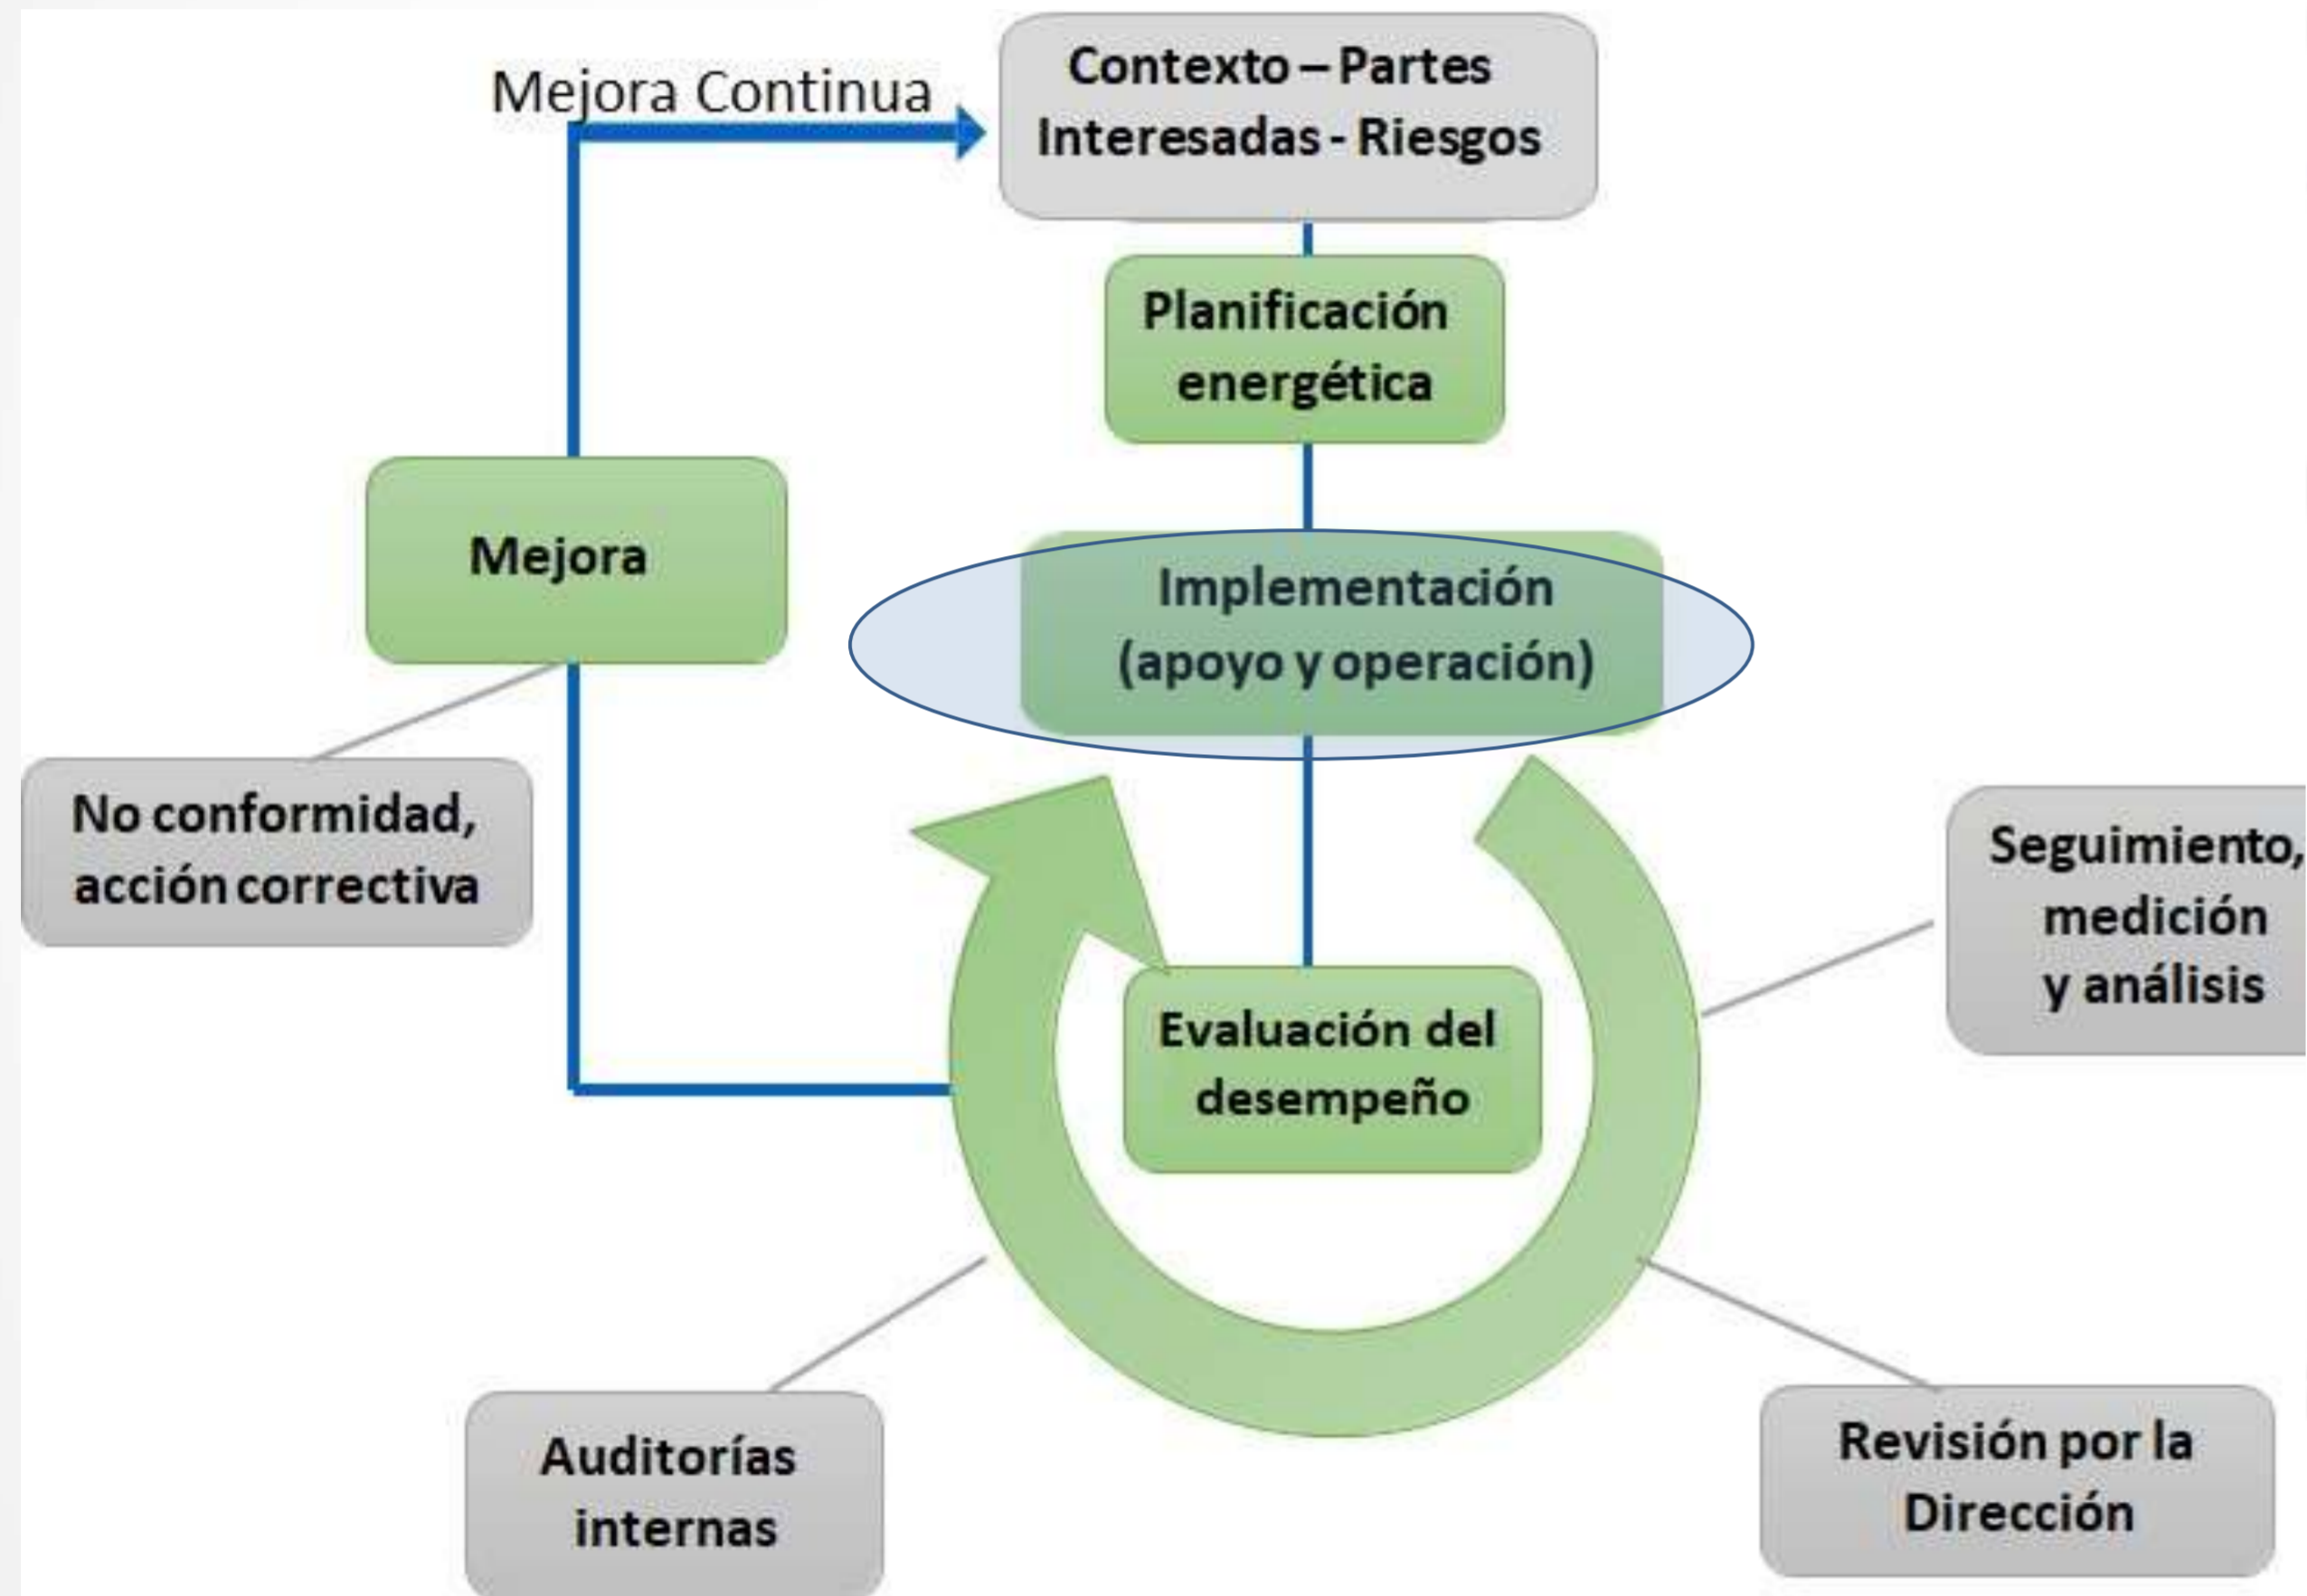 Mejora Continua
Contexto – Partes
Interesadas - Riesgos
Planificación
energética
Mejora
Implementación
(apoyo y operación)
No conformidad,
acción correctiva
Seguimiento,
medición
y análisis
Evaluación del
desempeño
Auditorías
internas
Revisión por la
Dirección